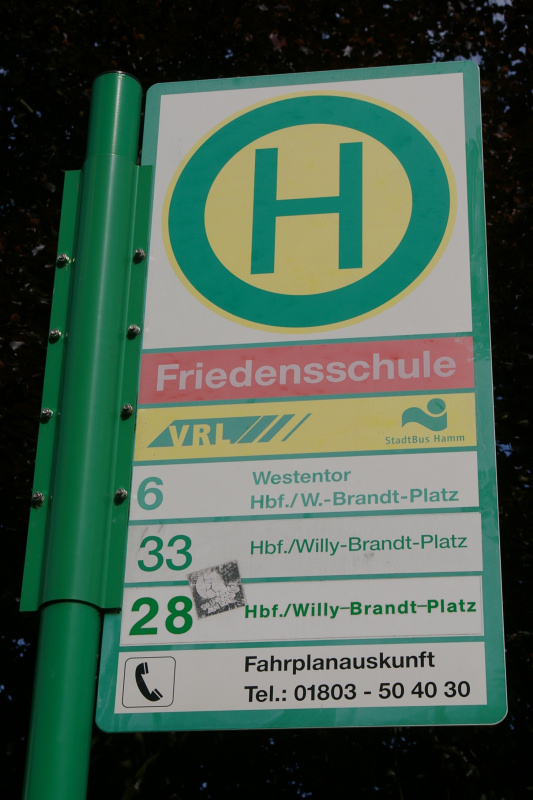 H
Friedensschule
VRL
StadtBus Hamm
6 Westentor
Hbf./W.-Brandt-Platz
33 Hbf./Willy-Brandt-Platz
28 Hbf./Willy-Brandt-Platz
Fahrplanauskunft
Tel.: 01803 - 50 40 30